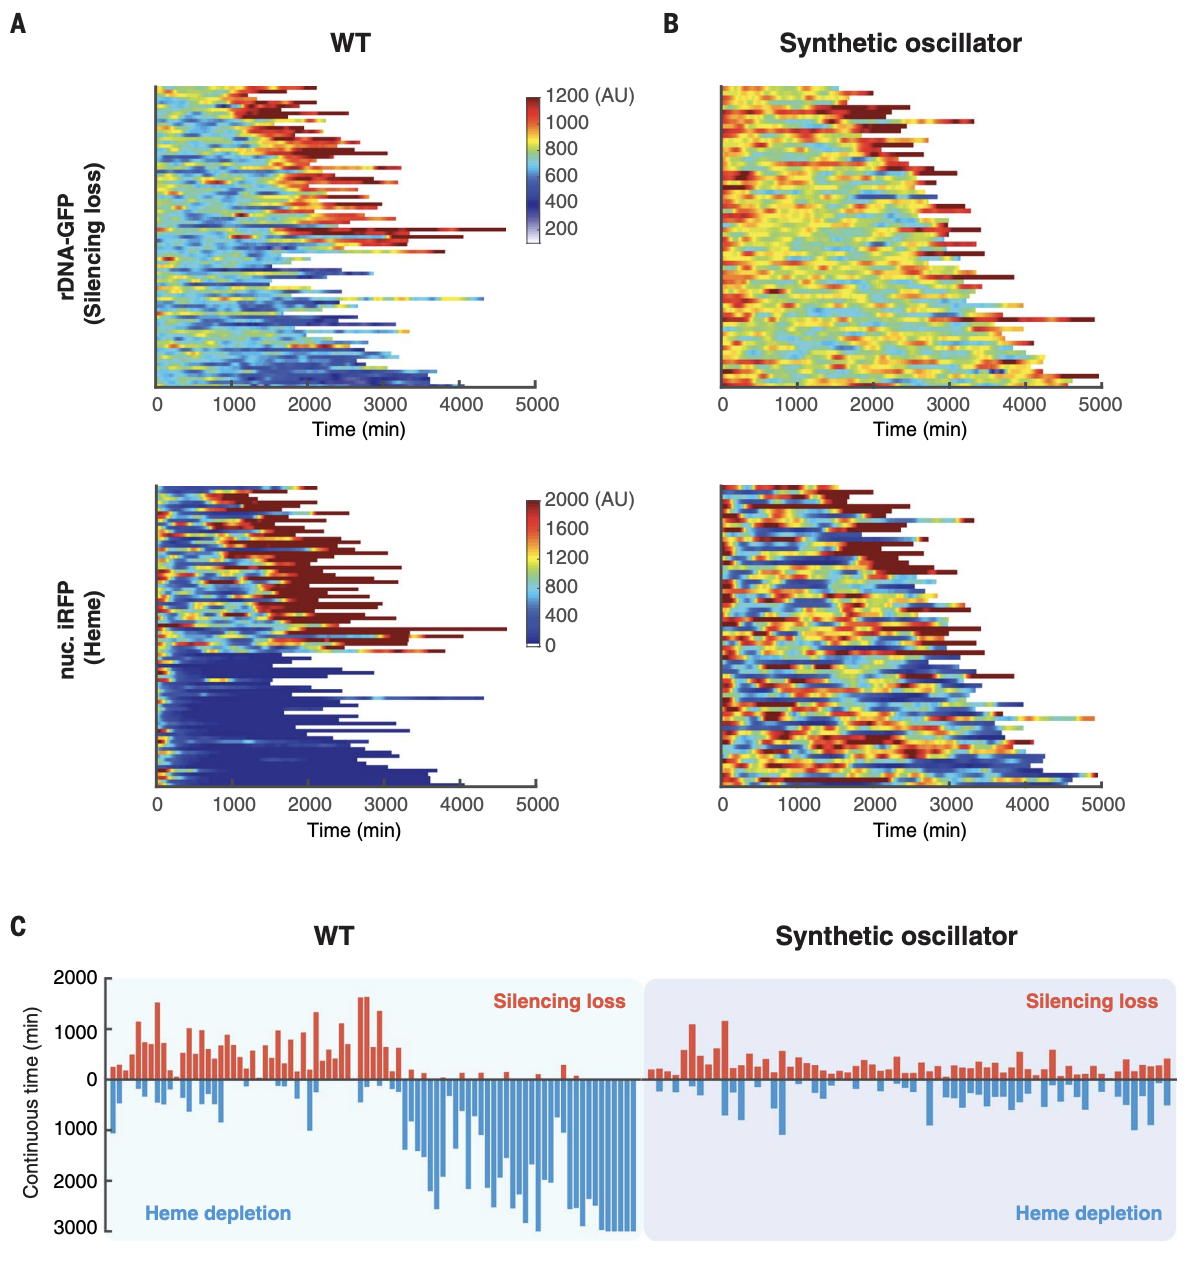 A
B
WT
Synthetic oscillator
rDNA-GFP
(Silencing loss)
1200 (AU)
1000
800
600
400
200
0 1000 2000 3000 4000 5000
Time (min)
0 1000 2000 3000 4000 5000
Time (min)
nuc. iRFP
(Heme)
2000 (AU)
1600
1200
800
400
0
0 1000 2000 3000 4000 5000
Time (min)
0 1000 2000 3000 4000 5000
Time (min)
C
WT
Synthetic oscillator
Continuous time (min)
2000
1000
0
1000
2000
3000
Silencing loss
Heme depletion
Silencing loss
Heme depletion